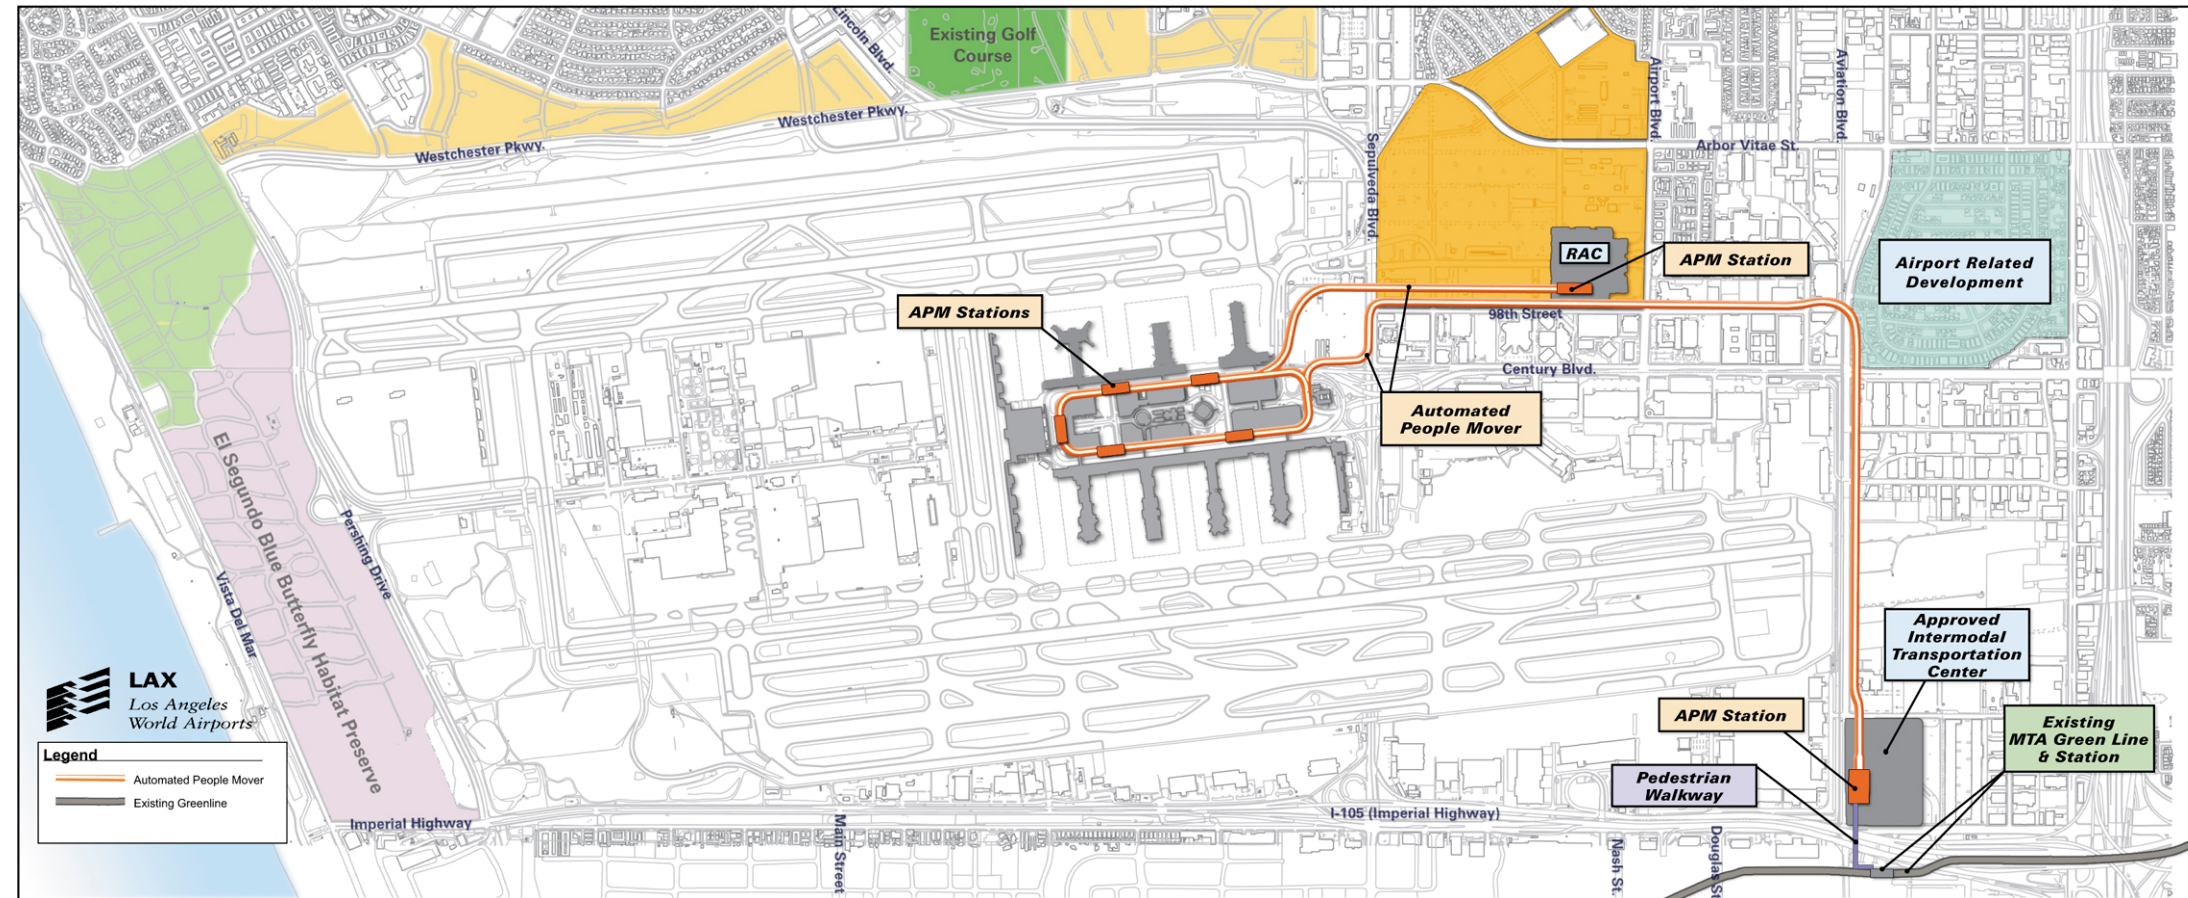 Existing Golf
Course
Lincoln Blvd.
Westchester Pkwy.
Westchester Pkwy.
Sepulveda Blvd.
Airport Blvd.
Aviation Blvd.
Arbor Vitae St.
RAC
APM Station
Airport Related
Development
APM Stations
98th Street
Century Blvd.
Automated
People Mover
El Segundo Blue Butterfly Habitat Preserve
Pershing Drive
Vista Del Mar
Approved
Intermodal
Transportation
Center
APM Station
Existing
MTA Green Line
& Station
Pedestrian
Walkway
LAX
Los Angeles
World Airports
Legend
Automated People Mover
Existing Greenline
Imperial Highway
I-105 (Imperial Highway)
Main Street
Nash St.
Douglas St